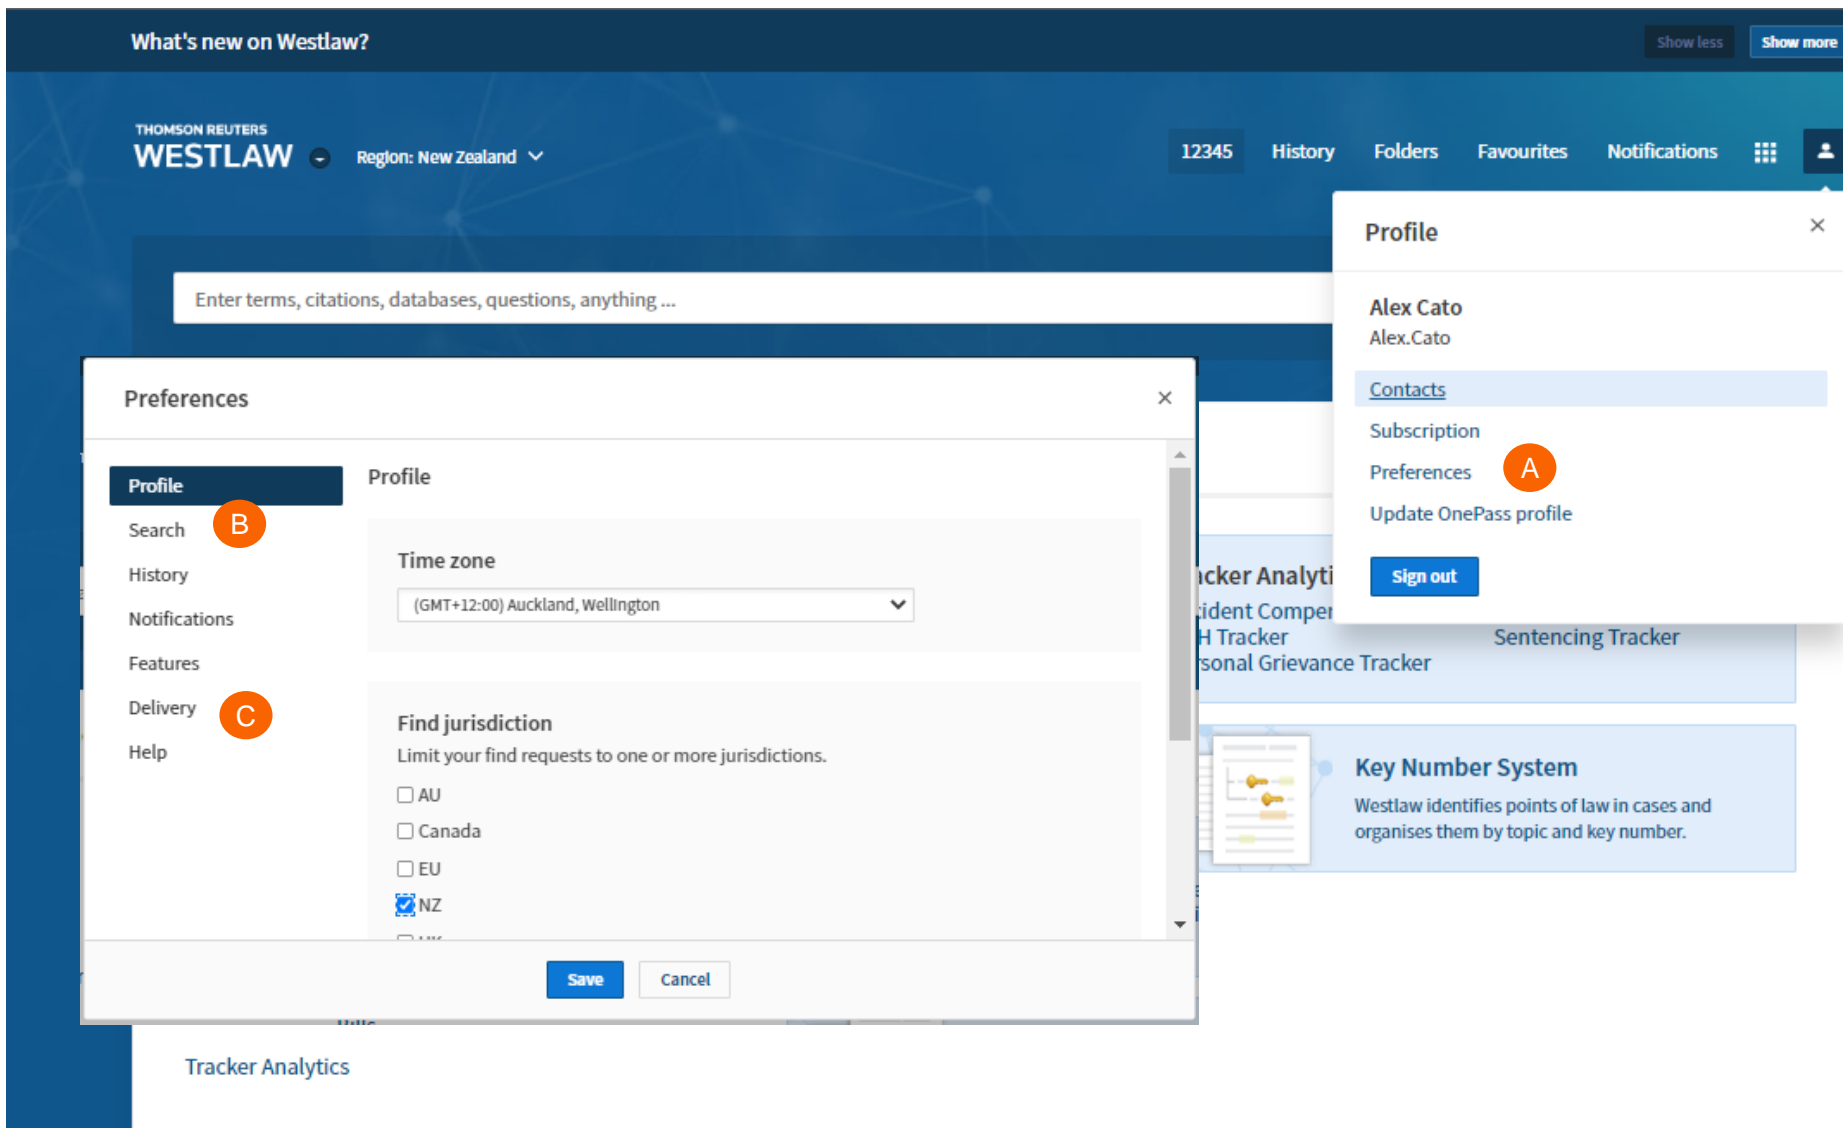 What's new on Westlaw?
Show less
Show more
THOMSON REUTERS
WESTLAW
Region: New Zealand
12345
History
Folders
Favourites
Notifications
Enter terms, citations, databases, questions, anything ...
Profile
Alex Cato
Alex.Cato
Contacts
Subscription
Preferences
A
Update OnePass profile
Sign out
Preferences
Profile
Search
B
History
Notifications
Features
Delivery
C
Help
Profile
Time zone
(GMT+12:00) Auckland, Wellington
Find jurisdiction
Limit your find requests to one or more jurisdictions.
AU
Canada
EU
NZ
Save
Cancel
Tracker
Sentencing Tracker
Grievance Tracker
Key Number System
Westlaw identifies points of law in cases and
organises them by topic and key number.
Tracker Analytics